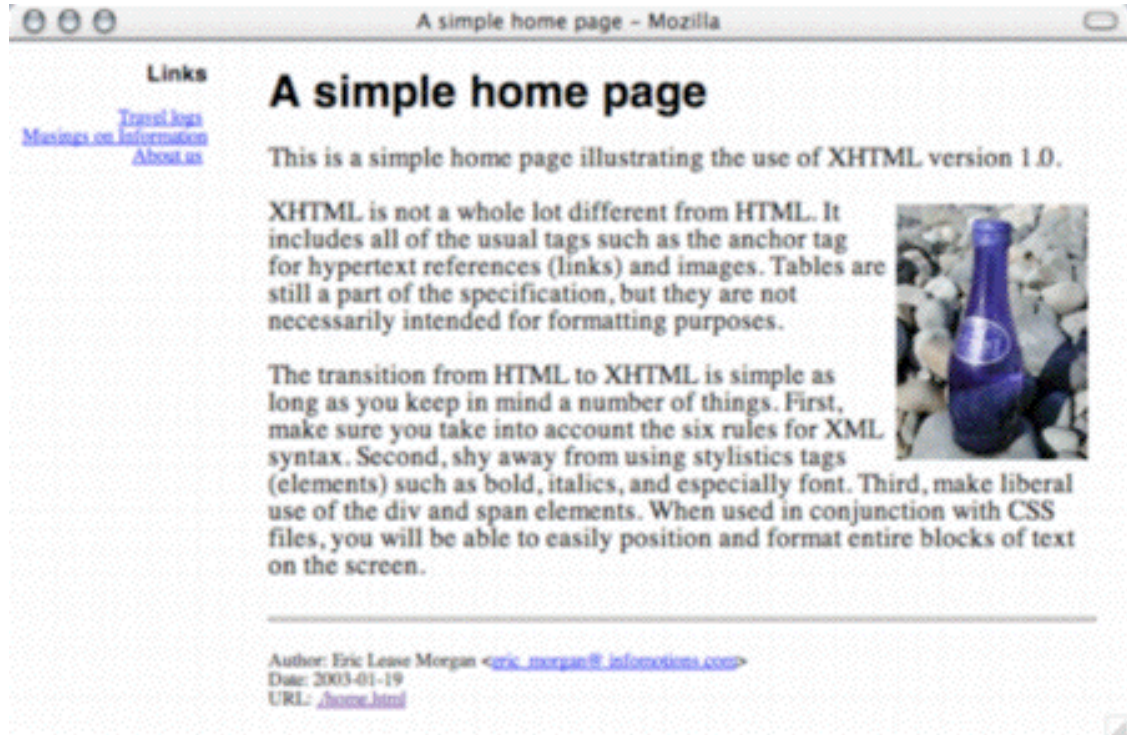 A simple home page – Mozilla
Links
Travel logs
Musings on Information
About us
A simple home page
This is a simple home page illustrating the use of XHTML version 1.0.
XHTML is not a whole lot different from HTML. It
includes all of the usual tags such as the anchor tag
for hypertext references (links) and images. Tables are
still a part of the specification, but they are not
necessarily intended for formatting purposes.
The transition from HTML to XHTML is simple as
long as you keep in mind a number of things. First,
make sure you take into account the six rules for XML
syntax. Second, shy away from using stylistics tags
(elements) such as bold, italics, and especially font. Third, make liberal
use of the div and span elements. When used in conjunction with CSS
files, you will be able to easily position and format entire blocks of text
on the screen.
Author: Eric Lease Morgan <eric_morgan@infomotions.com>
Date: 2003-01-19
URL: ./home.html